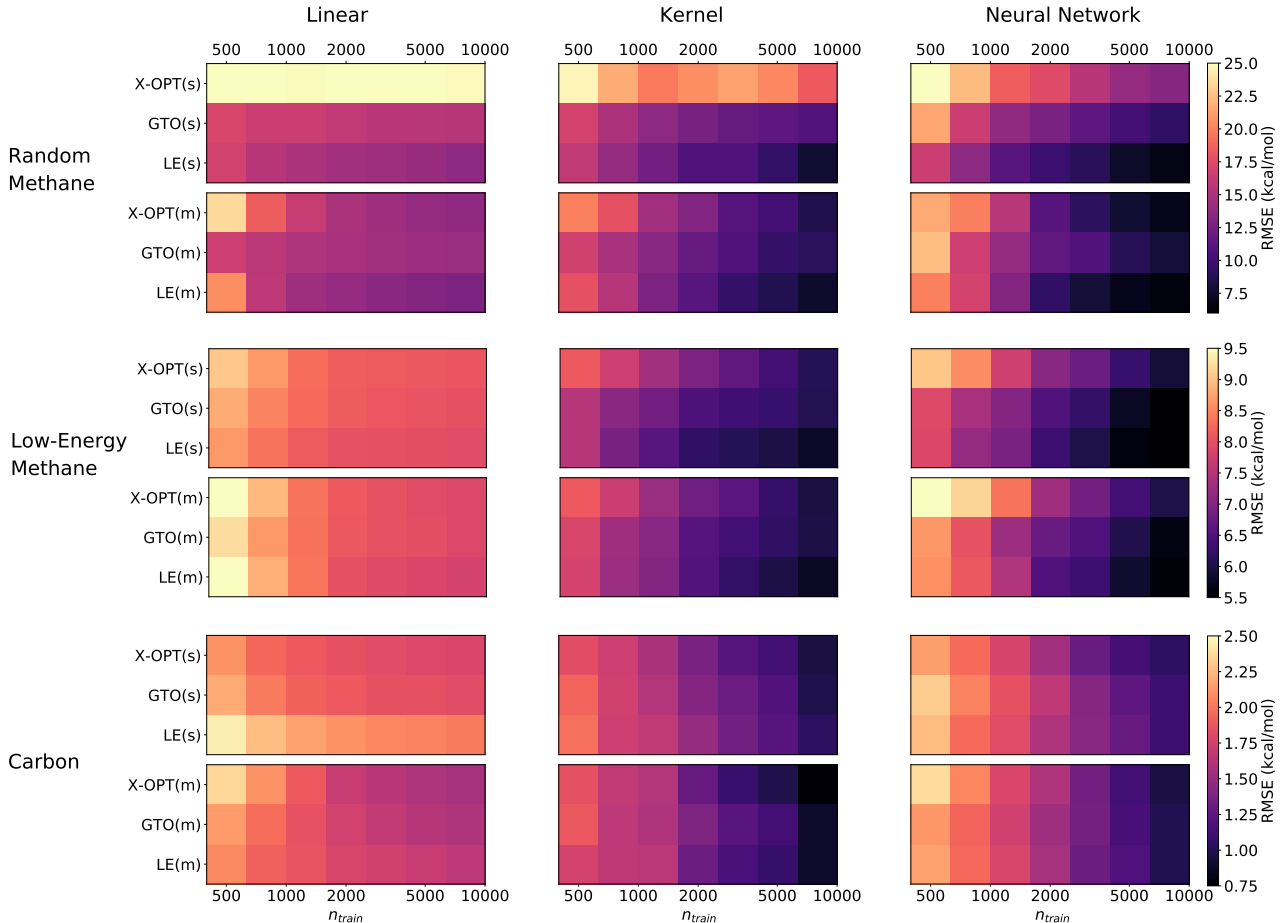 Linear Kernel Neural Network
500 1000 2000 5000 10000 500 1000 2000 5000 10000 500 1000 2000 5000 10000
Random
Methane
X-OPT(s)
GTO(s)
LE(s)
X-OPT(m)
GTO(m)
LE(m)
25.0
22.5
20.0
17.5
15.0
12.5
10.0
7.5
RMSE (kcal/mol)
Low-Energy
Methane
X-OPT(s)
GTO(s)
LE(s)
X-OPT(m)
GTO(m)
LE(m)
9.5
9.0
8.5
8.0
7.5
7.0
6.5
6.0
5.5
RMSE (kcal/mol)
Carbon
X-OPT(s)
GTO(s)
LE(s)
X-OPT(m)
GTO(m)
LE(m)
2.50
2.25
2.00
1.75
1.50
1.25
1.00
0.75
RMSE (kcal/mol)
500 1000 2000 5000 10000 500 1000 2000 5000 10000 500 1000 2000 5000 10000
n_train n_train n_train